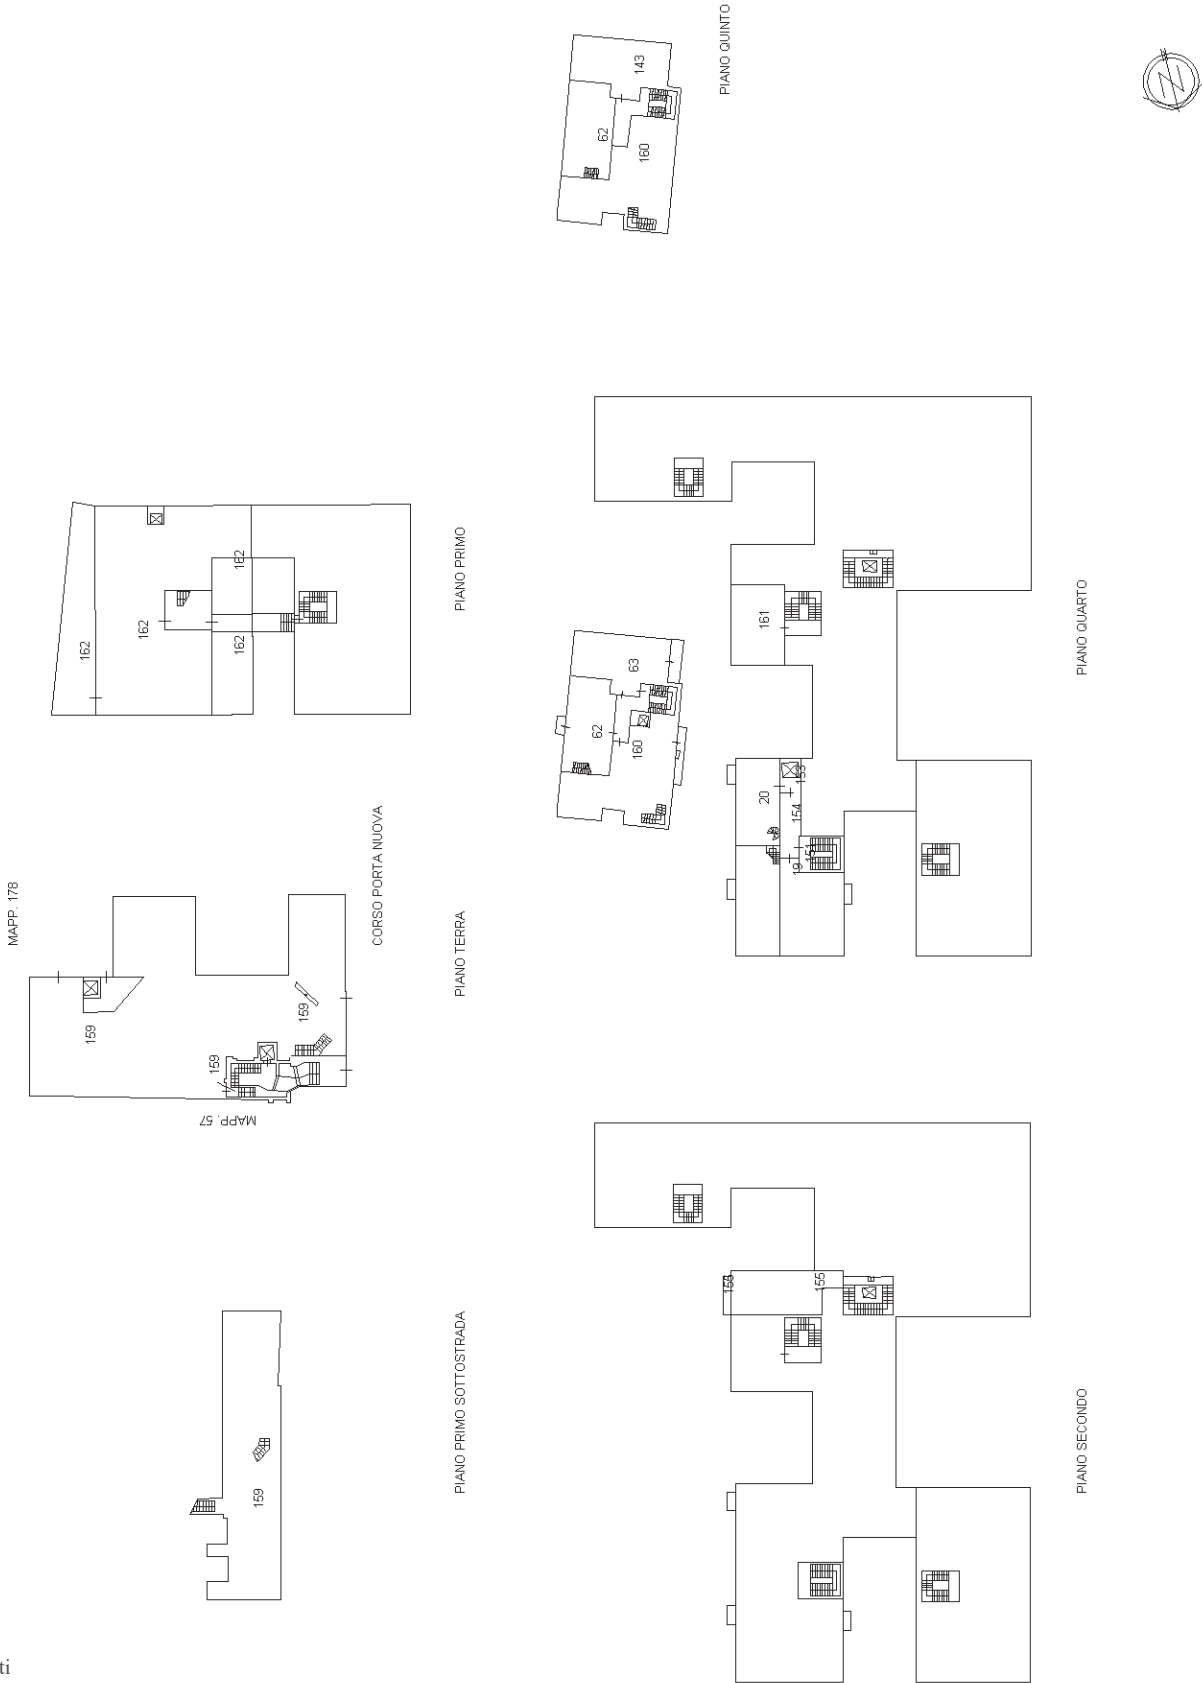 PIANO QUINTO
143
62
160
PIANO PRIMO
162
162
162
162
PIANO QUARTO
161
20
153
154
151
19
63
62
160
MAPP. 178
CORSO PORTA NUOVA
PIANO TERRA
159
159
159
MAPP. 57
PIANO PRIMO SOTTOSTRADA
159
PIANO SECONDO
155
ti